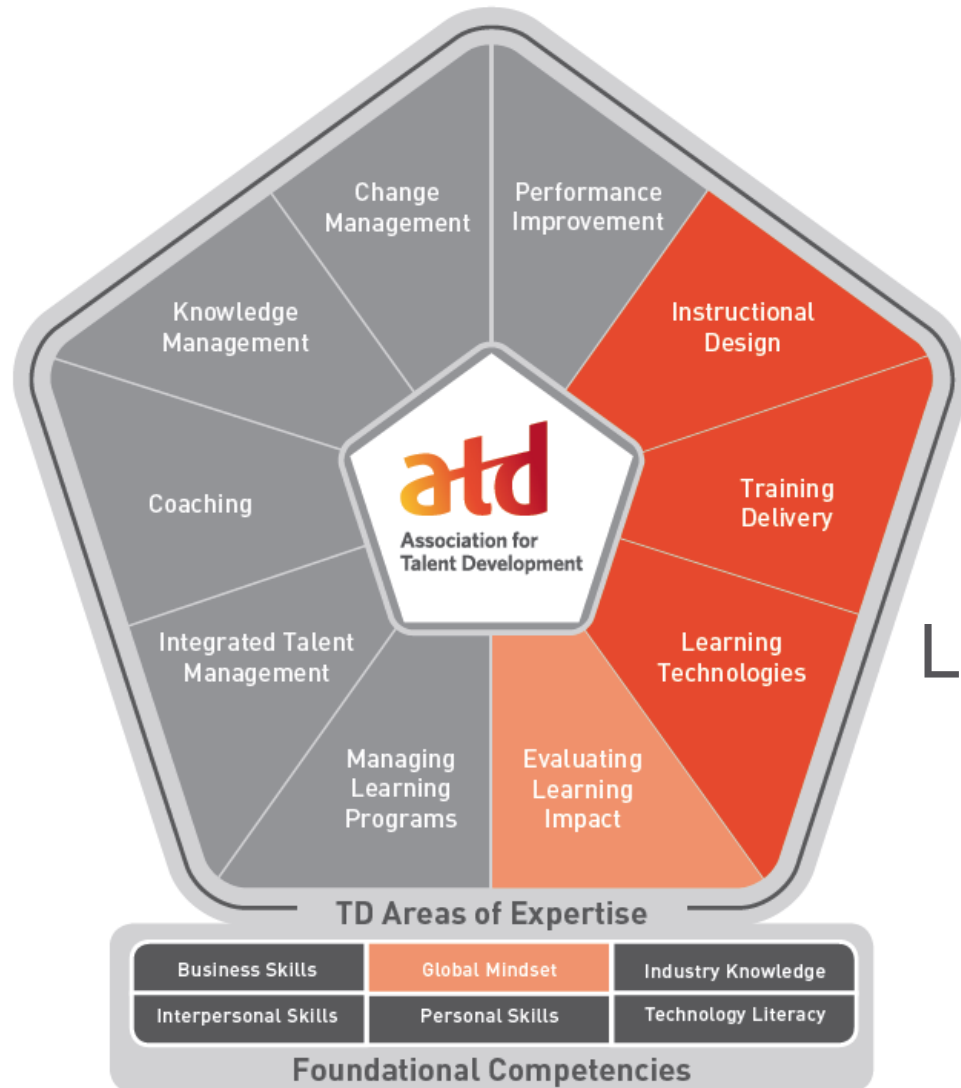 Change
Management
Performance
Improvement
Knowledge
Management
Instructional
Design
Coaching
atd
Association for
Talent Development
Training
Delivery
Integrated Talent
Management
Learning
Technologies
L
Managing
Learning
Programs
Evaluating
Learning
Impact
TD Areas of Expertise
Business Skills
Global Mindset
Industry Knowledge
Interpersonal Skills
Personal Skills
Technology Literacy
Foundational Competencies